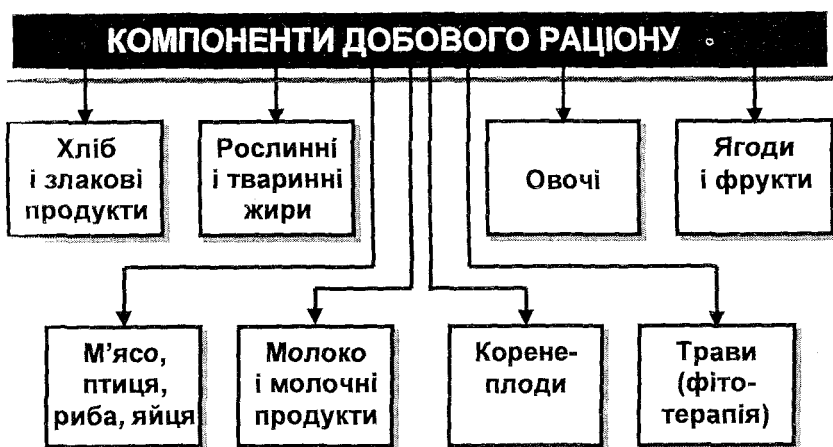 КОМПОНЕНТИ ДОБОВОГО РАЦІОНУ
Хліб
і злакові
продукти
Рослинні
і тваринні
жири
Овочі
Ягоди
і фрукти
М'ясо,
птиця,
риба, яйця
Молоко
і молочні
продукти
Корене-
плоди
Трави
(фіто-
терапія)